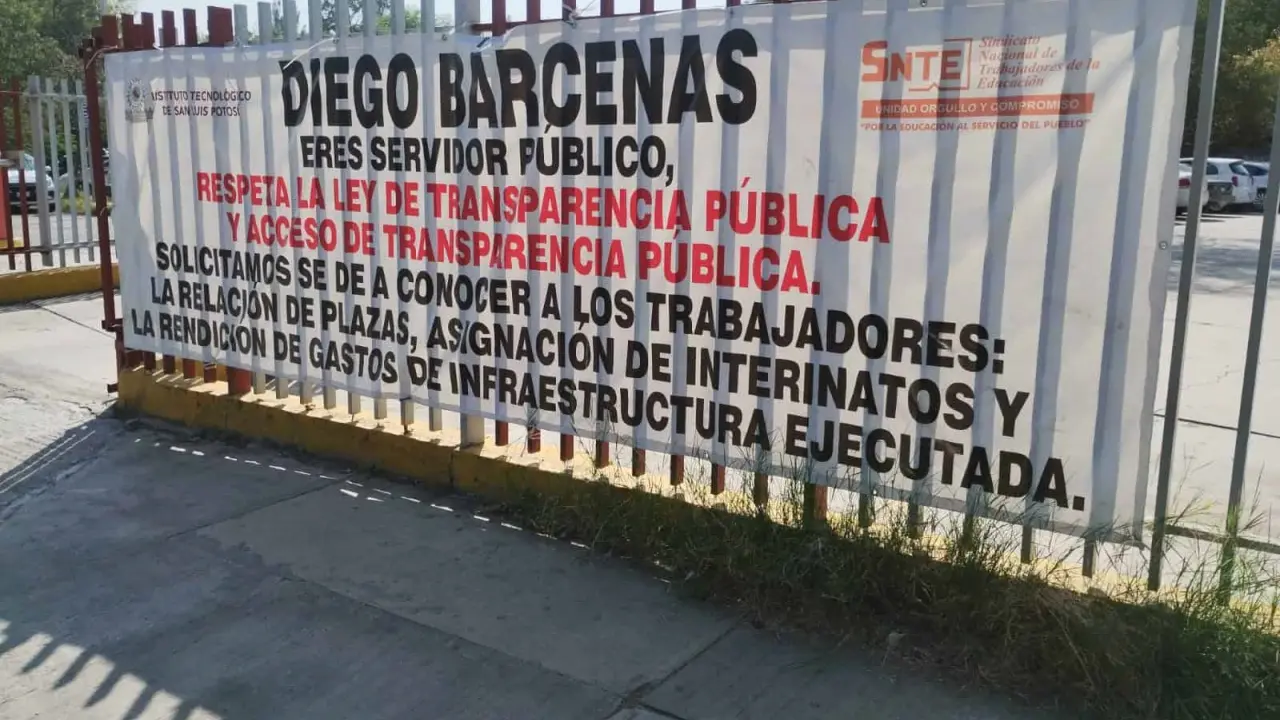 INSTITUTO TECNOLÓGICO
DE SAN LUIS POTOSÍ
DIEGO BARCENAS
SNTE
Sindicato
Nacional de
Trabajadores de la
Educación
UNIDAD ORGULLO Y COMPROMISO
"POR LA EDUCACIÓN AL SERVICIO DEL PUEBLO"
ERES SERVIDOR PÚBLICO,
RESPETA LA LEY DE TRANSPARENCIA PÚBLICA
Y ACCESO DE TRANSPARENCIA PÚBLICA.
SOLICITAMOS SE DE A CONOCER A LOS TRABAJADORES:
LA RELACIÓN DE PLAZAS, ASIGNACIÓN DE INTERINATOS Y
LA RENDICION DE GASTOS DE INFRAESTRUCTURA EJECUTADA.